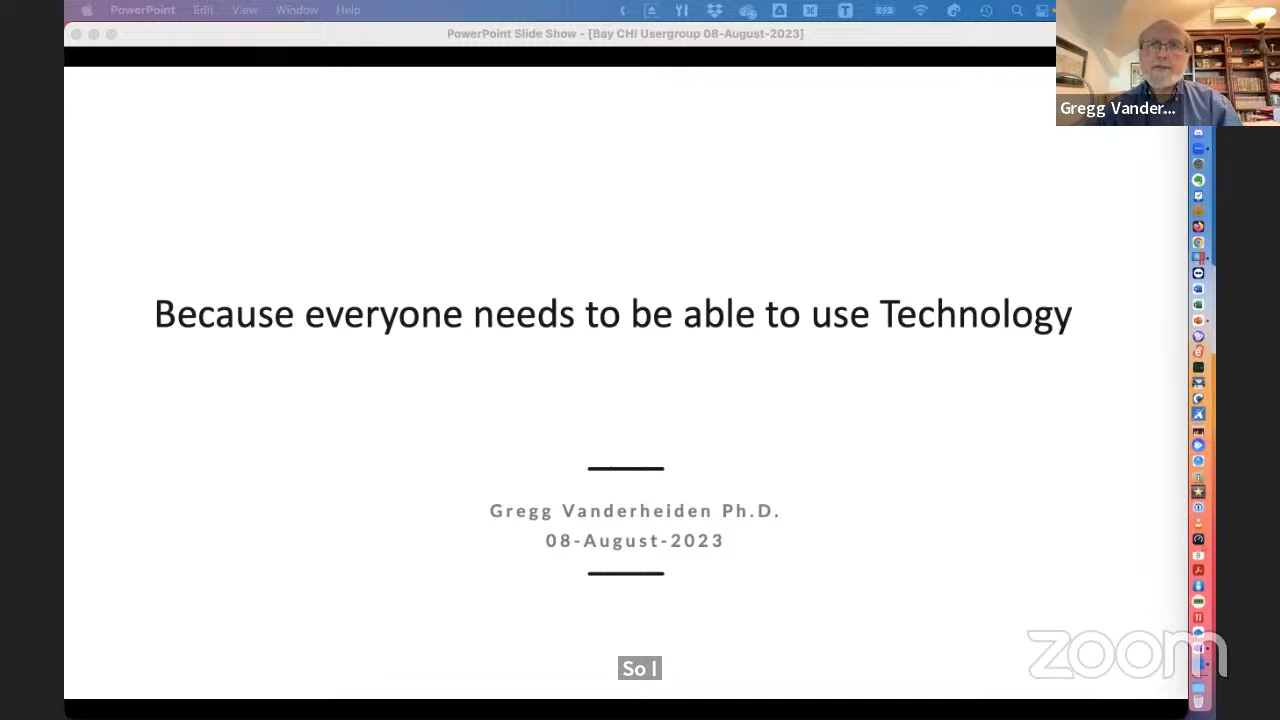 PowerPoint Edit View Window Help
PowerPoint Slide Show - [Bay CHI Usergroup 08-August-2023]
Gregg Vander...
Because everyone needs to be able to use Technology
Gregg Vanderheiden Ph.D.
08-August-2023
So I
zoom